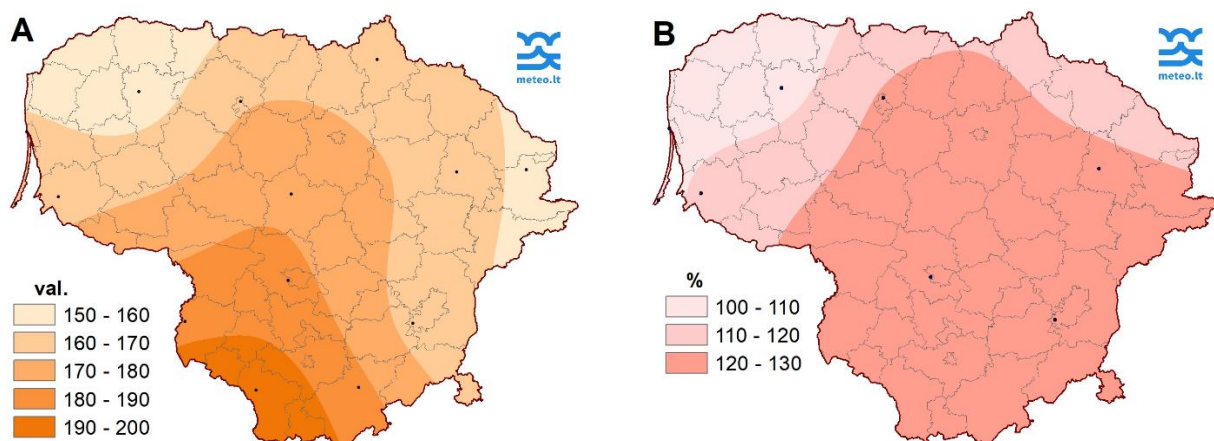 A
meteo.lt
val.
150 - 160
160 - 170
170 - 180
180 - 190
190 - 200
B
meteo.lt
%
100 - 110
110 - 120
120 - 130